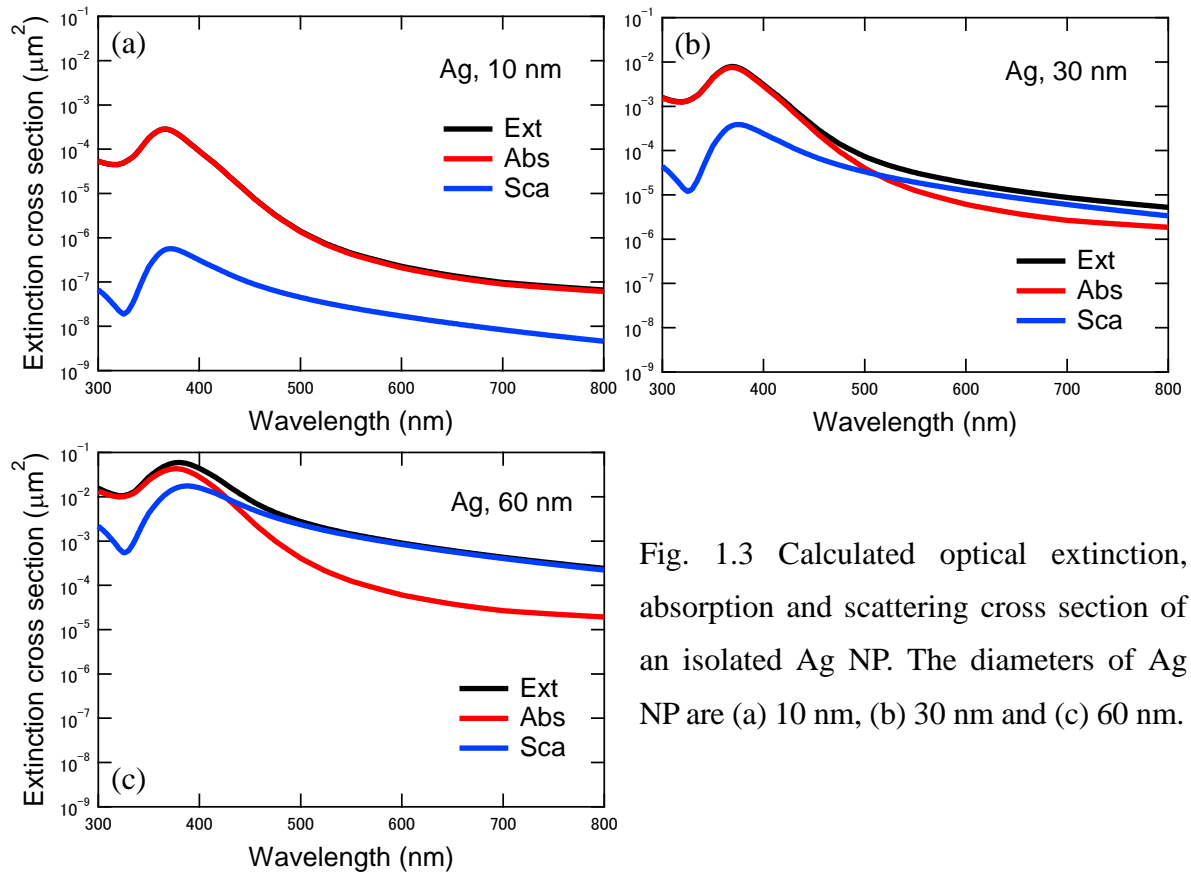 (a)
Ag, 10 nm
Ext
Abs
Sca
10⁻¹
10⁻²
10⁻³
10⁻⁴
10⁻⁵
10⁻⁶
10⁻⁷
10⁻⁸
10⁻⁹
Extinction cross section (μm²)
300 400 500 600 700 800
Wavelength (nm)
(b)
Ag, 30 nm
Ext
Abs
Sca
10⁻¹
10⁻²
10⁻³
10⁻⁴
10⁻⁵
10⁻⁶
10⁻⁷
10⁻⁸
10⁻⁹
300 400 500 600 700 800
Wavelength (nm)
Ag, 60 nm
Ext
Abs
Sca
(c)
10⁻¹
10⁻²
10⁻³
10⁻⁴
10⁻⁵
10⁻⁶
10⁻⁷
10⁻⁸
10⁻⁹
Extinction cross section (μm²)
300 400 500 600 700 800
Wavelength (nm)
Fig. 1.3 Calculated optical extinction,
absorption and scattering cross section of
an isolated Ag NP. The diameters of Ag
NP are (a) 10 nm, (b) 30 nm and (c) 60 nm.